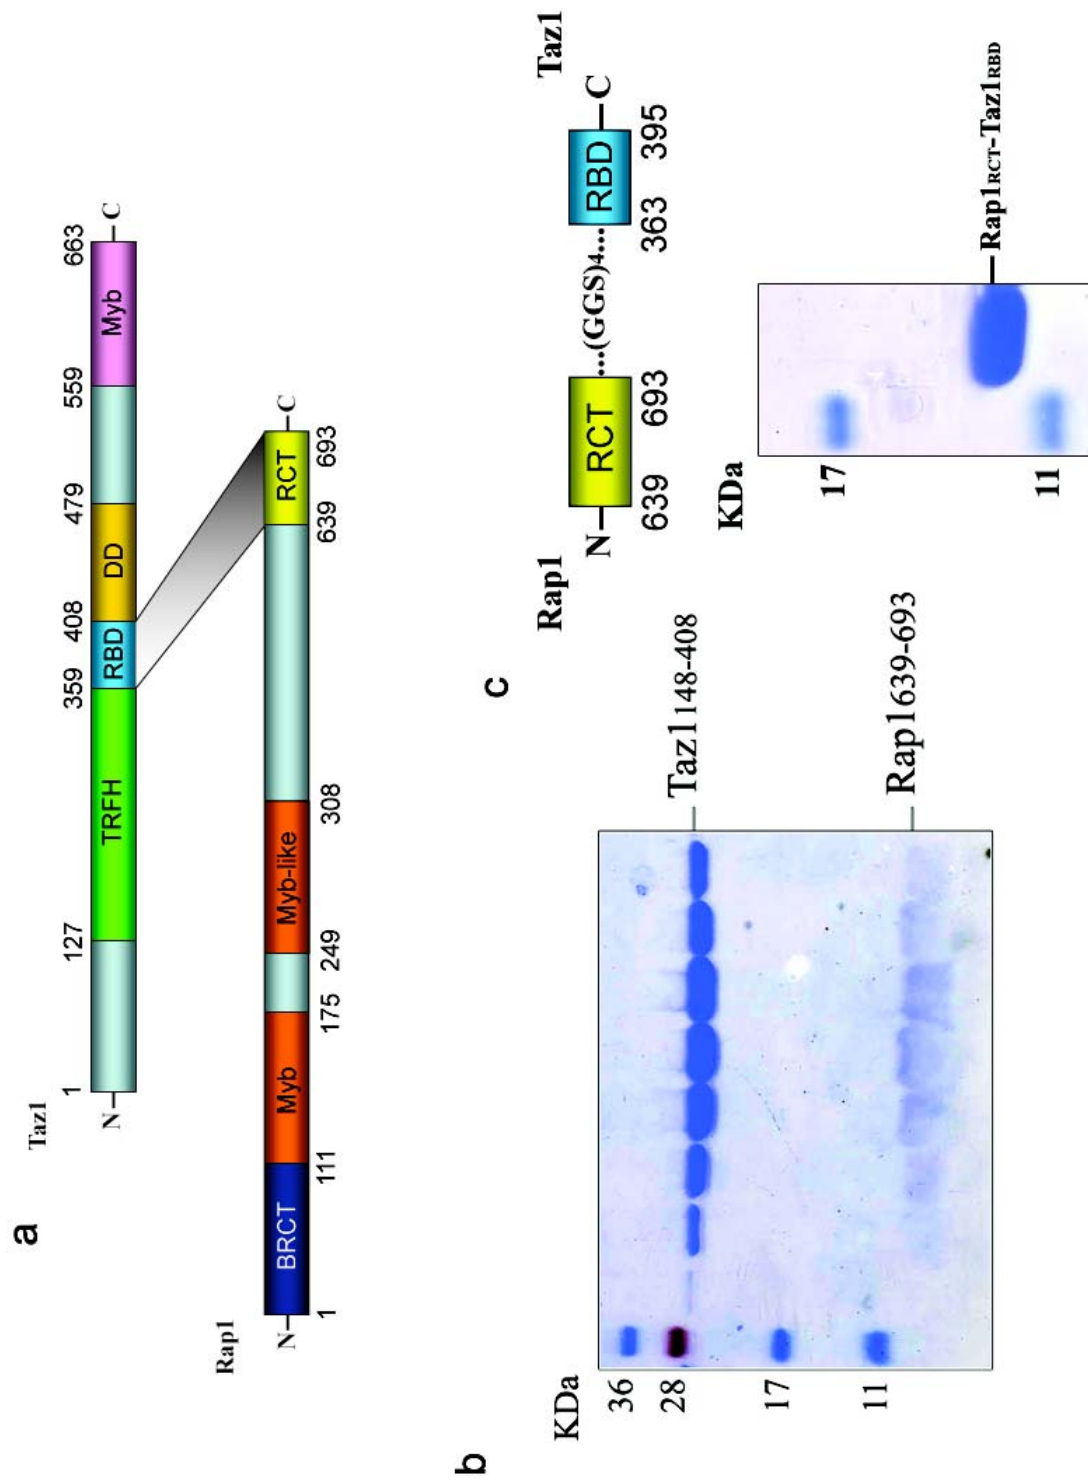 a
Taz1
N
1
127
359
408
479
559
663
TRFH
RBD
DD
Myb
C
Rap1
N
BRCT
Myb
Myb-like
RCT
C
1
111
175
249
308
639
693
b
KDa
36
28
17
11
Taz1148-408
Rap1639-693
c
Rap1
Taz1
N
RCT
...(GGS)4...
RBD
C
639
693
363
395
KDa
17
11
Rap1RCT-Taz1RBD